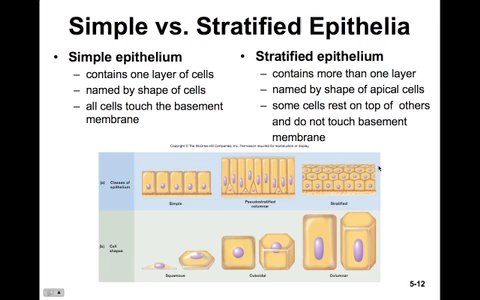 Simple vs. Stratified Epithelia
• Simple epithelium
– contains one layer of cells
– named by shape of cells
– all cells touch the basement
membrane
• Stratified epithelium
– contains more than one layer
– named by shape of apical cells
– some cells rest on top of others
and do not touch basement
membrane
Copyright © The McGraw-Hill Companies, Inc. Permission required for reproduction or display.
(a) Classes of
epithelium
Simple
Pseudostratified
columnar
Stratified
(b) Cell
shapes
Squamous
Cuboidal
Columnar
5-12